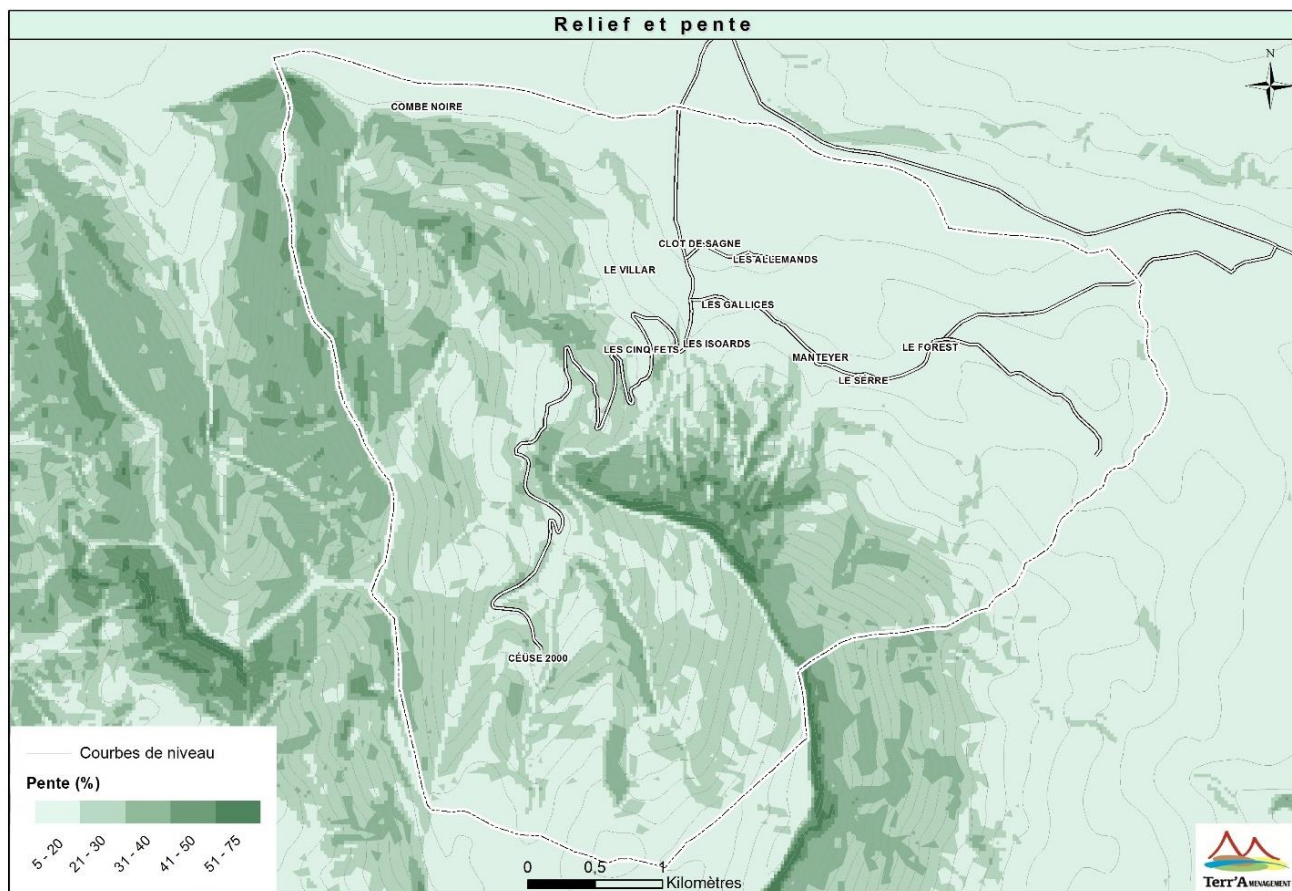 Relief et pente
N
COMBE NOIRE
CLOT DE SAGNE
LES ALLEMANDS
LE VILLAR
LES GALLICES
LES ISOARDS
LES CINQ FETS
MANTEYER
LE FOREST
LE SERRE
CÉÜSE 2000
Courbes de niveau
Pente (%)
5 - 20
21 - 30
31 - 40
41 - 50
51 - 75
0 0,5 1
Kilomètres
Terr'AMENAGEMENT